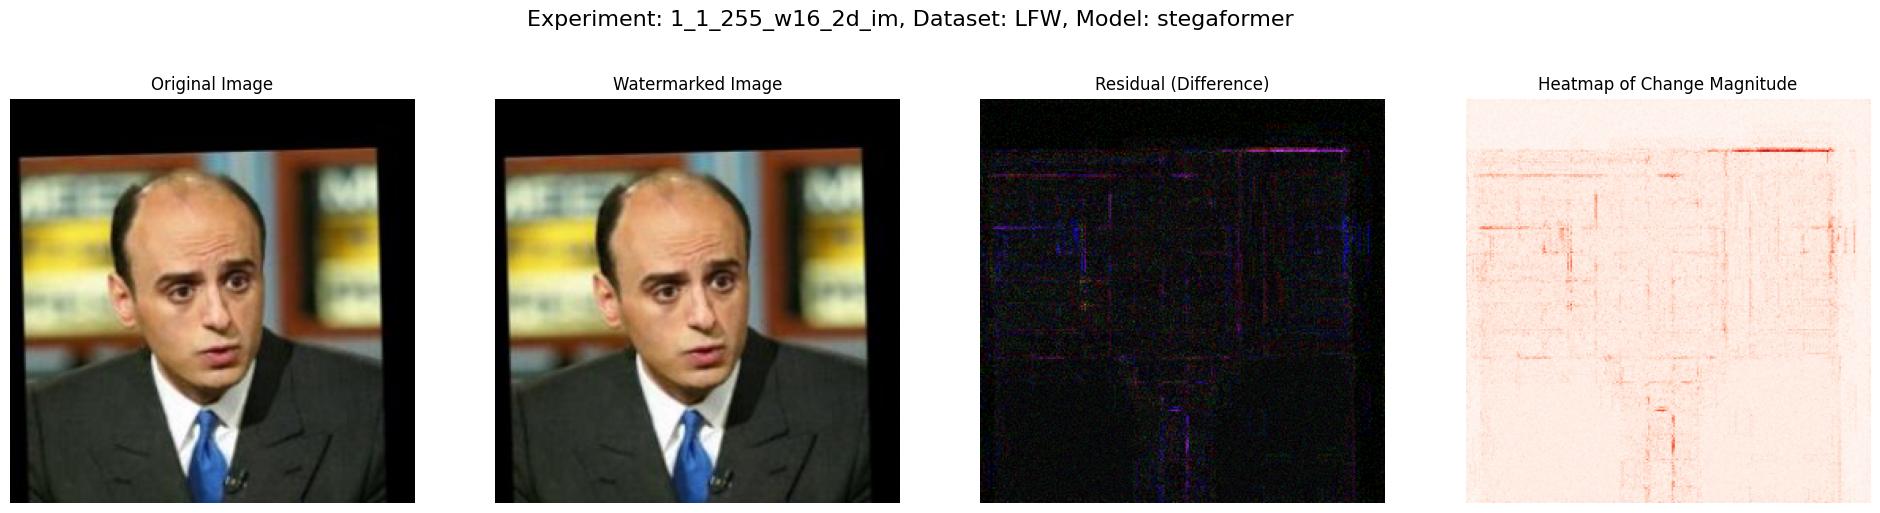 Experiment: 1_1_255_w16_2d_im, Dataset: LFW, Model: stegaformer
Original Image
Watermarked Image
Residual (Difference)
Heatmap of Change Magnitude